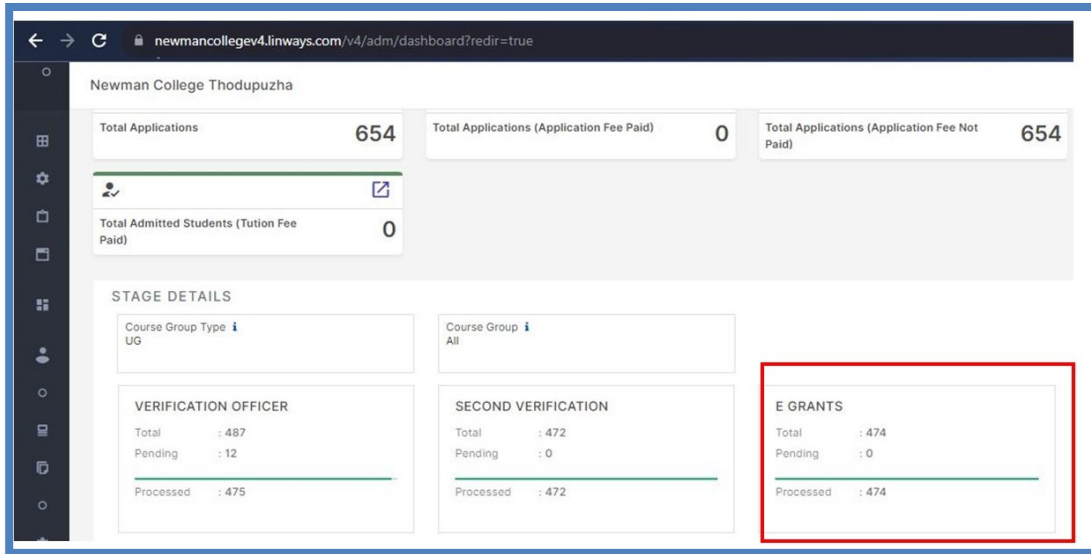 newmancollegev4.linways.com/v4/adm/dashboard?redir=true
Newman College Thodupuzha
Total Applications
654
Total Applications (Application Fee Paid)
0
Total Applications (Application Fee Not
Paid)
654
Total Admitted Students (Tution Fee
Paid)
0
STAGE DETAILS
Course Group Type i
UG
Course Group i
All
VERIFICATION OFFICER
Total : 487
Pending : 12
Processed : 475
SECOND VERIFICATION
Total : 472
Pending : 0
Processed : 472
E GRANTS
Total : 474
Pending : 0
Processed : 474